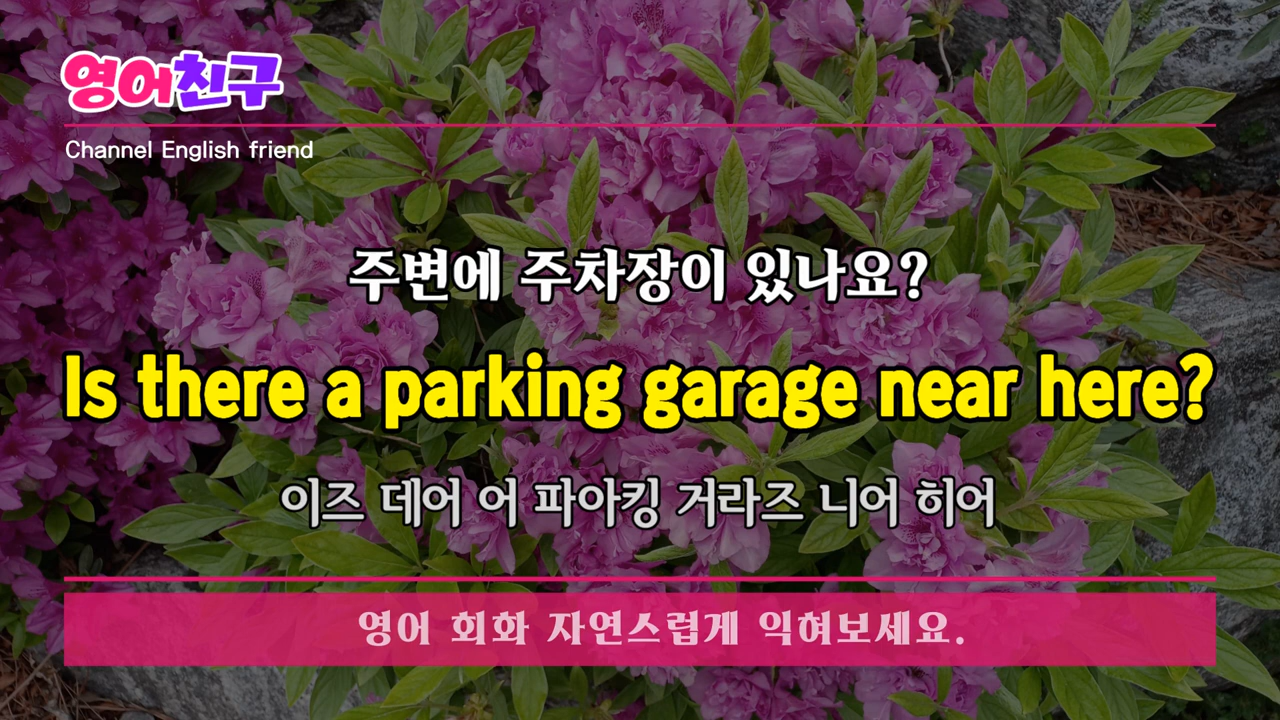 영어친구
Channel English friend
주변에 주차장이 있나요?
Is there a parking garage near here?
이즈 데어 어 파아킹 거라즈 니어 히어
영어 회화 자연스럽게 익혀보세요.